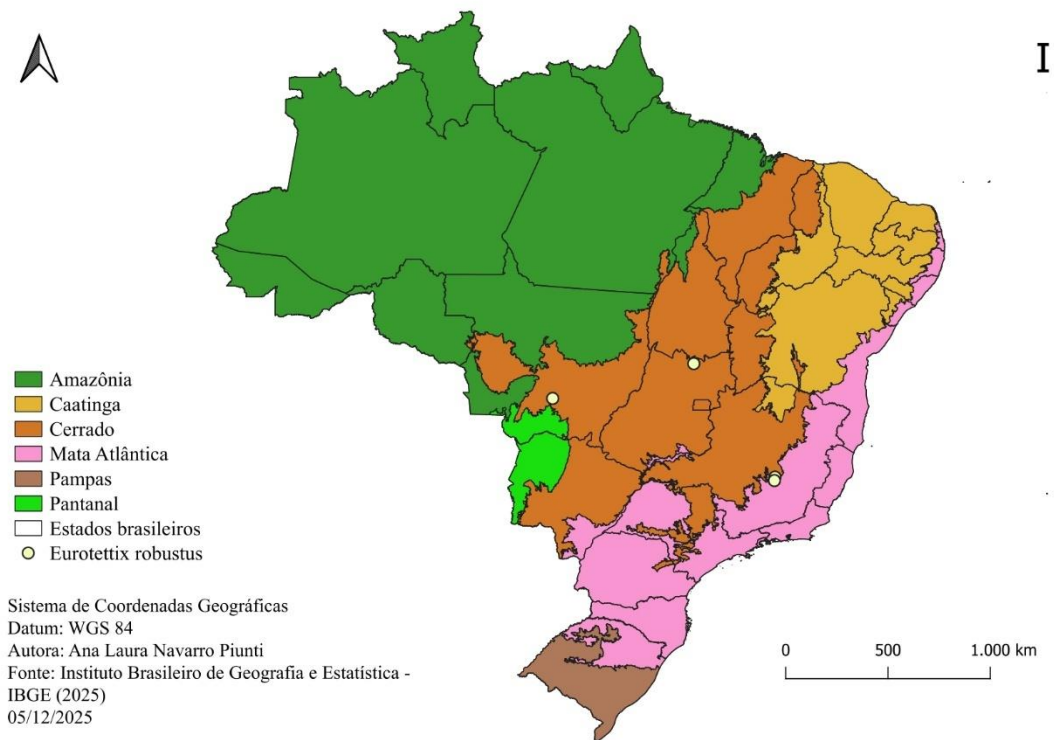 I
Amazônia
Caatinga
Cerrado
Mata Atlântica
Pampas
Pantanal
Estados brasileiros
Eurotettix robustus
Sistema de Coordenadas Geográficas
Datum: WGS 84
Autora: Ana Laura Navarro Piunti
Fonte: Instituto Brasileiro de Geografia e Estatística -
IBGE (2025)
05/12/2025
0 500 1.000 km